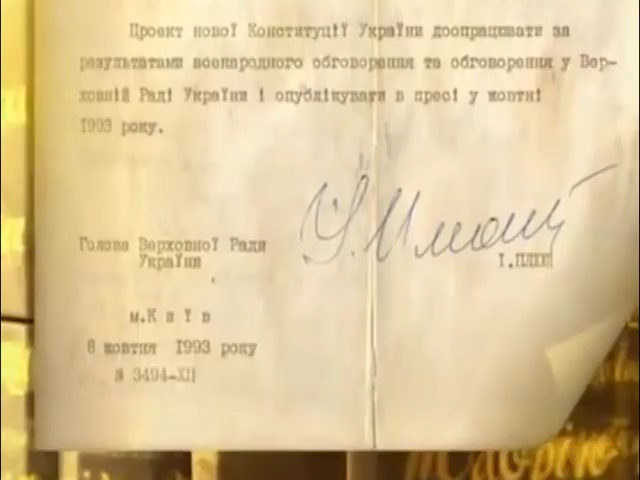 Проект нової Конституції України доопрацювати за
результатами всенародного обговорення та обговорення у Вер-
ховній Раді України і опублікувати в пресі у жовтні
1993 року.
Голова Верховної Ради
України
І.ПЛЮЩ
м.К и ї в
8 жовтня 1993 року
№ 3494-XII